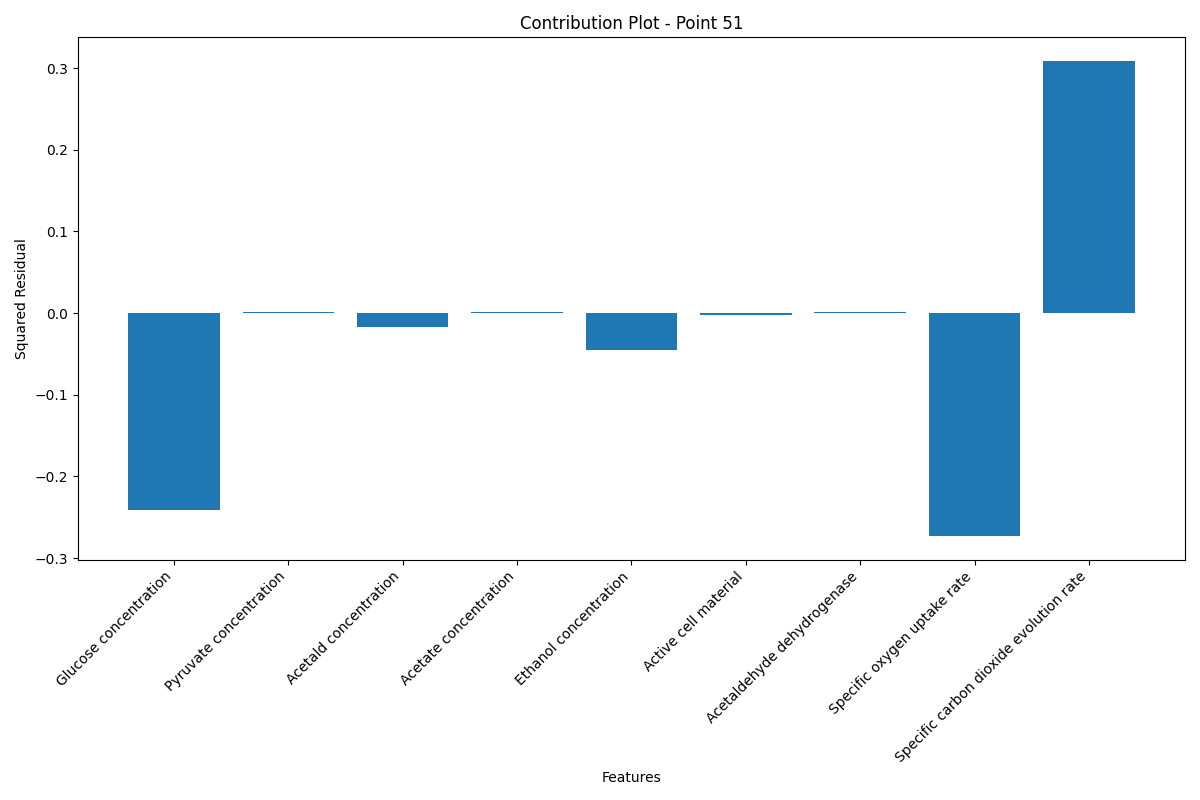 Contribution Plot - Point 51
Squared Residual
0.3
0.2
0.1
0.0
−0.1
−0.2
−0.3
Glucose concentration
Pyruvate concentration
Acetald concentration
Acetate concentration
Ethanol concentration
Active cell material
Acetaldehyde dehydrogenase
Specific oxygen uptake rate
Specific carbon dioxide evolution rate
Features